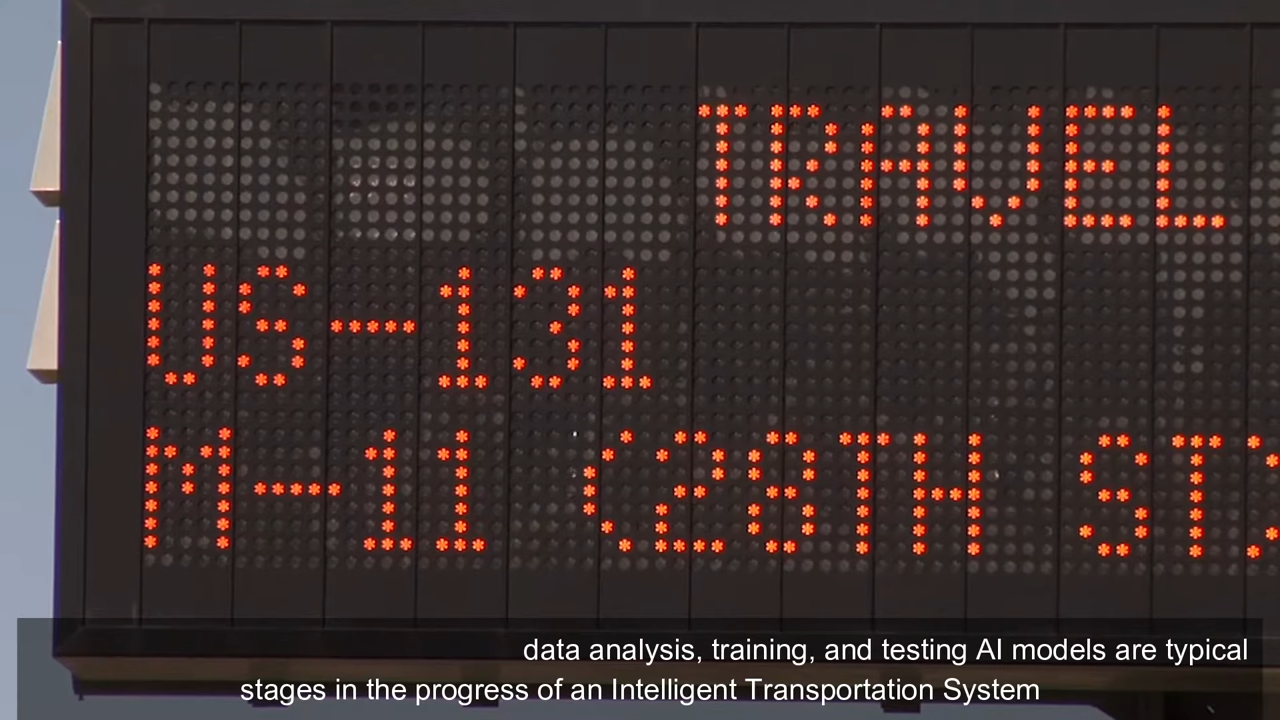 TRAVEL
US-131
M-11 (28TH ST)
data analysis, training, and testing AI models are typical
stages in the progress of an Intelligent Transportation System